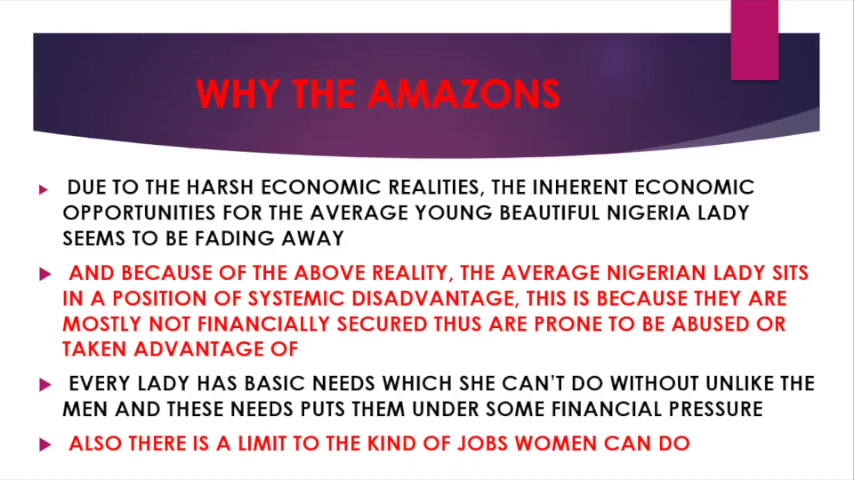 WHY THE AMAZONS
DUE TO THE HARSH ECONOMIC REALITIES, THE INHERENT ECONOMIC
OPPORTUNITIES FOR THE AVERAGE YOUNG BEAUTIFUL NIGERIA LADY
SEEMS TO BE FADING AWAY
AND BECAUSE OF THE ABOVE REALITY, THE AVERAGE NIGERIAN LADY SITS
IN A POSITION OF SYSTEMIC DISADVANTAGE, THIS IS BECAUSE THEY ARE
MOSTLY NOT FINANCIALLY SECURED THUS ARE PRONE TO BE ABUSED OR
TAKEN ADVANTAGE OF
EVERY LADY HAS BASIC NEEDS WHICH SHE CAN’T DO WITHOUT UNLIKE THE
MEN AND THESE NEEDS PUTS THEM UNDER SOME FINANCIAL PRESSURE
ALSO THERE IS A LIMIT TO THE KIND OF JOBS WOMEN CAN DO